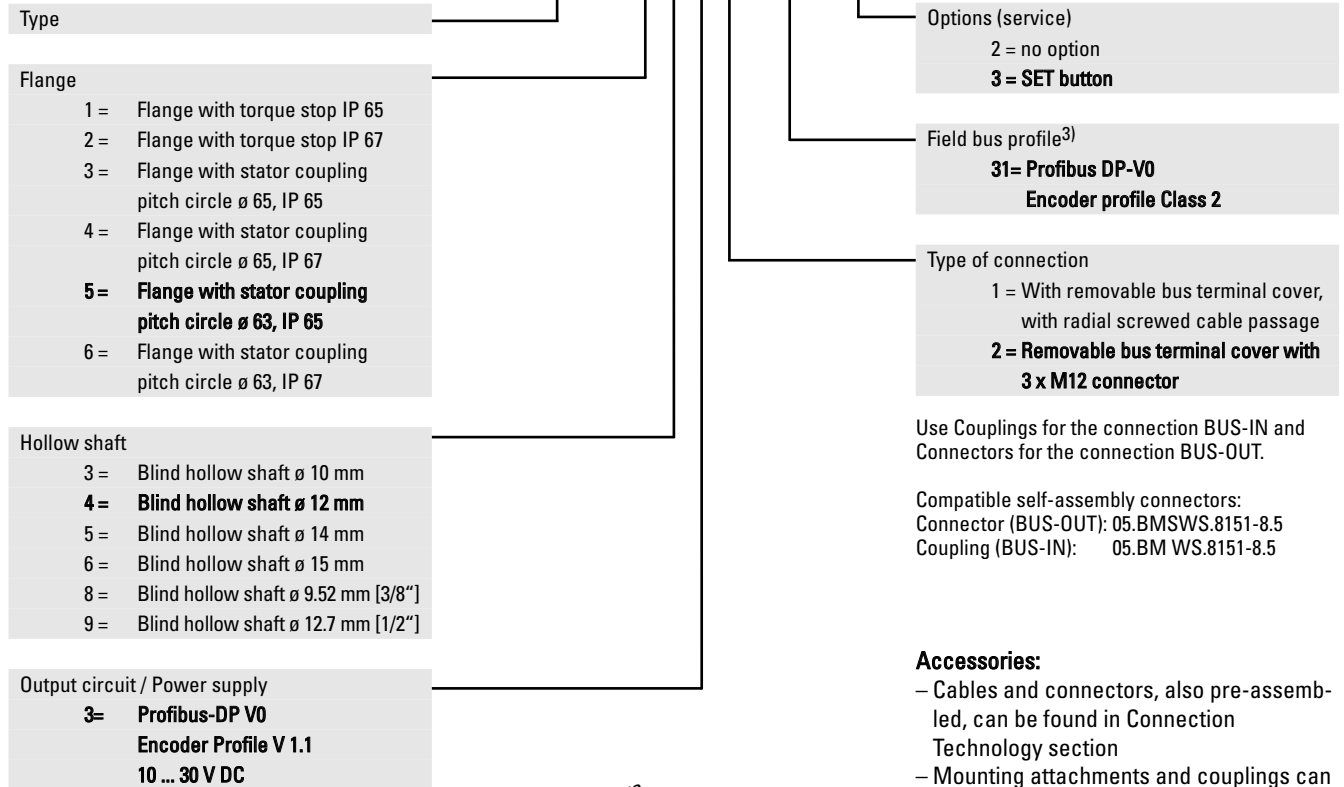 Type
Flange
1 = Flange with torque stop IP 65
2 = Flange with torque stop IP 67
3 = Flange with stator coupling
pitch circle ø 65, IP 65
4 = Flange with stator coupling
pitch circle ø 65, IP 67
5 = Flange with stator coupling
pitch circle ø 63, IP 65
6 = Flange with stator coupling
pitch circle ø 63, IP 67
Hollow shaft
3 = Blind hollow shaft ø 10 mm
4 = Blind hollow shaft ø 12 mm
5 = Blind hollow shaft ø 14 mm
6 = Blind hollow shaft ø 15 mm
8 = Blind hollow shaft ø 9.52 mm [3/8“]
9 = Blind hollow shaft ø 12.7 mm [1/2“]
Output circuit / Power supply
3= Profibus-DP V0
Encoder Profile V 1.1
10 ... 30 V DC
Options (service)
2 = no option
3 = SET button
Field bus profile3)
31= Profibus DP-V0
Encoder profile Class 2
Type of connection
1 = With removable bus terminal cover,
with radial screwed cable passage
2 = Removable bus terminal cover with
3 x M12 connector
Use Couplings for the connection BUS-IN and
Connectors for the connection BUS-OUT.
Compatible self-assembly connectors:
Connector (BUS-OUT): 05.BMSWS.8151-8.5
Coupling (BUS-IN): 05.BM WS.8151-8.5
Accessories:
– Cables and connectors, also pre-assemb-
led, can be found in Connection
Technology section
– Mounting attachments and couplings can